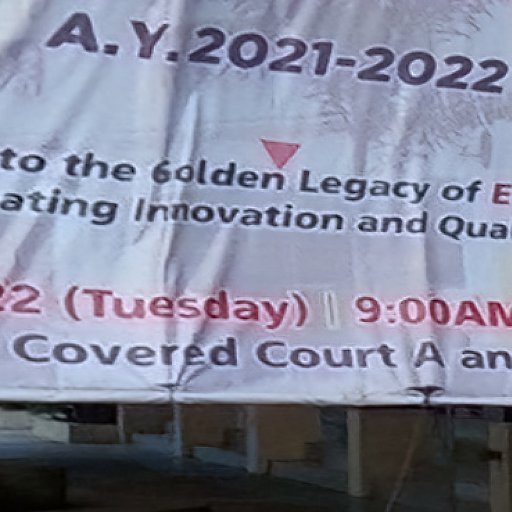 A.Y.2021-2022
to the Golden Legacy of E
ating Innovation and Qua
22 (Tuesday) | 9:00AM
Covered Court A an